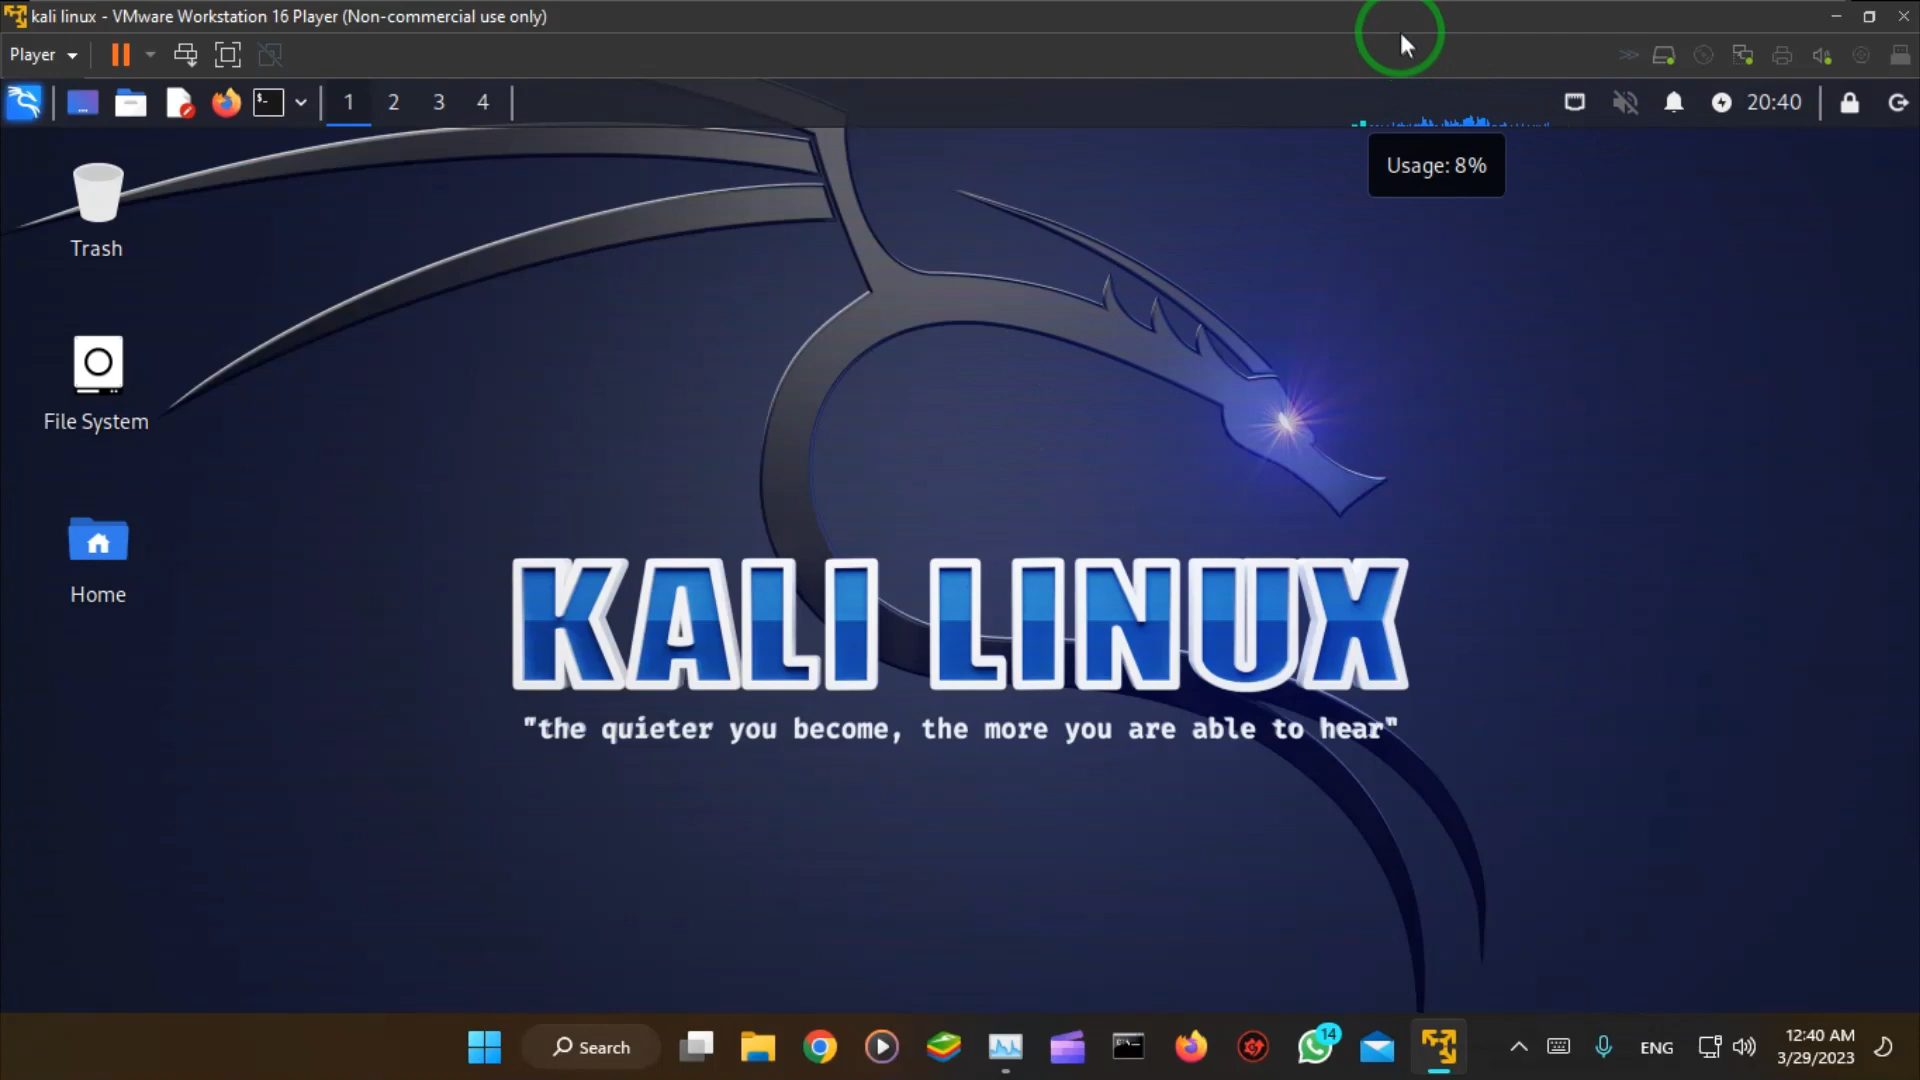 kali linux - VMware Workstation 16 Player (Non-commercial use only)
Player
1 2 3 4
20:40
Usage: 8%
Trash
File System
Home
KALI LINUX
"the quieter you become, the more you are able to hear"
Search
14
ENG
12:40 AM
3/29/2023